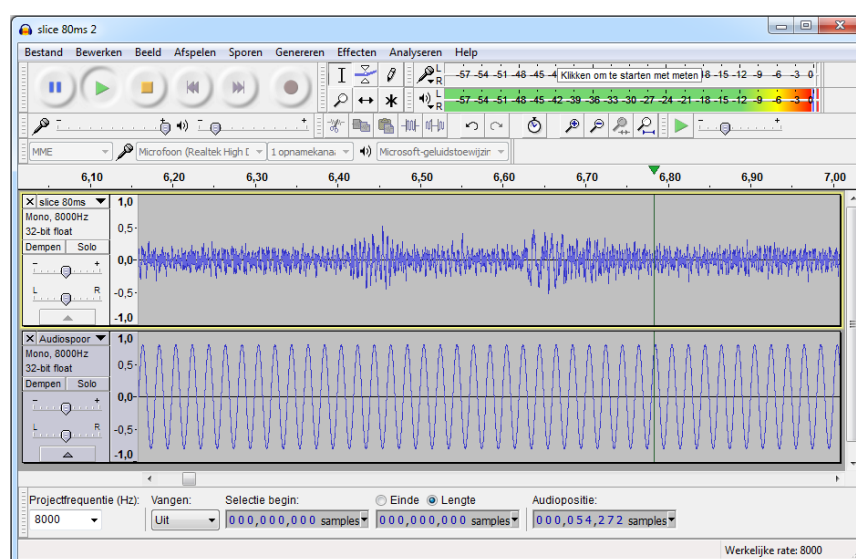 slice 80ms 2
Bestand Bewerken Beeld Afspelen Sporen Genereren Effecten Analyseren Help
L
R
-57 -54 -51 -48 -45 -4 Klikken om te starten met meten 18 -15 -12 -9 -6 -3 0
L
R
-57 -54 -51 -48 -45 -42 -39 -36 -33 -30 -27 -24 -21 -18 -15 -12 -9 -6 -3 0
- +
- +
- +
MME Microfoon (Realtek High 1 opnamekana Microsoft-geluidstoewijzir
6,10 6,20 6,30 6,40 6,50 6,60 6,70 6,80 6,90 7,00
X slice 80ms
Mono, 8000Hz
32-bit float
Dempen Solo
- +
L R
1,0
0,5
0,0
-0,5
-1,0
X Audiospoor
Mono, 8000Hz
32-bit float
Dempen Solo
- +
L R
1,0
0,5
0,0
-0,5
-1,0
Projectfrequentie (Hz): Vangen: Selectie begin: Einde Lengte Audiopositie:
8000 Uit 000,000,000 samples 000,000,000 samples 000,054,272 samples
Werkelijke rate: 8000